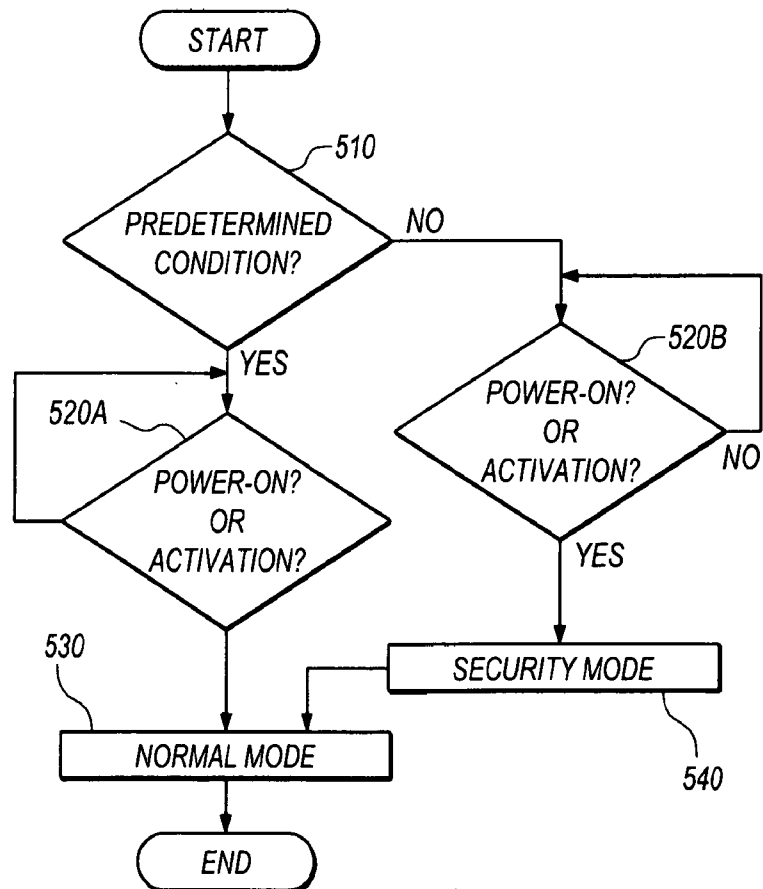 START
510
PREDETERMINED
CONDITION?
NO
YES
520A
POWER-ON?
OR
ACTIVATION?
520B
POWER-ON?
OR
ACTIVATION?
NO
YES
530
NORMAL MODE
SECURITY MODE
540
END